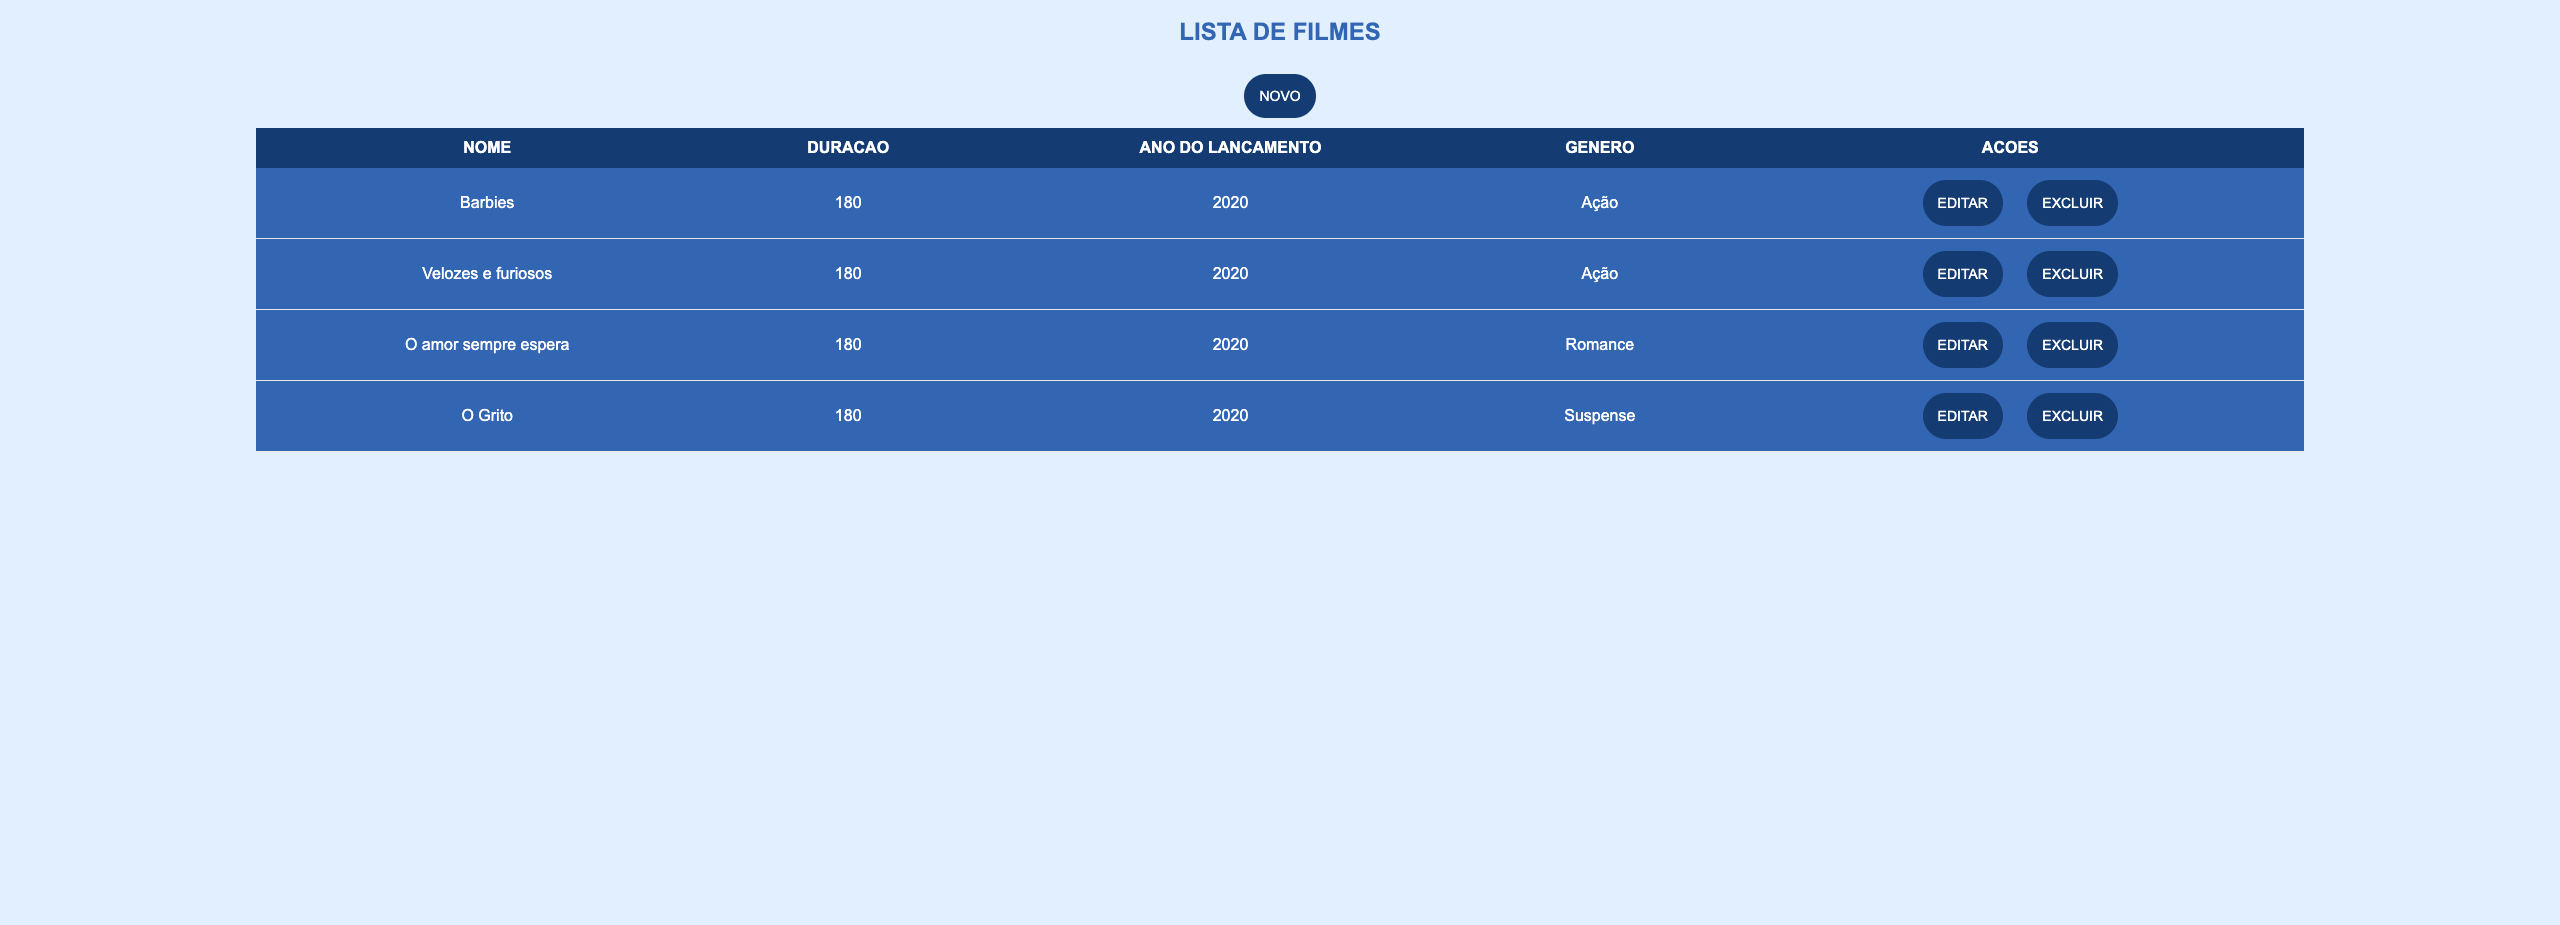 LISTA DE FILMES
NOVO
NOME DURACAO ANO DO LANCAMENTO GENERO ACOES
Barbies 180 2020 Ação EDITAR EXCLUIR
Velozes e furiosos 180 2020 Ação EDITAR EXCLUIR
O amor sempre espera 180 2020 Romance EDITAR EXCLUIR
O Grito 180 2020 Suspense EDITAR EXCLUIR